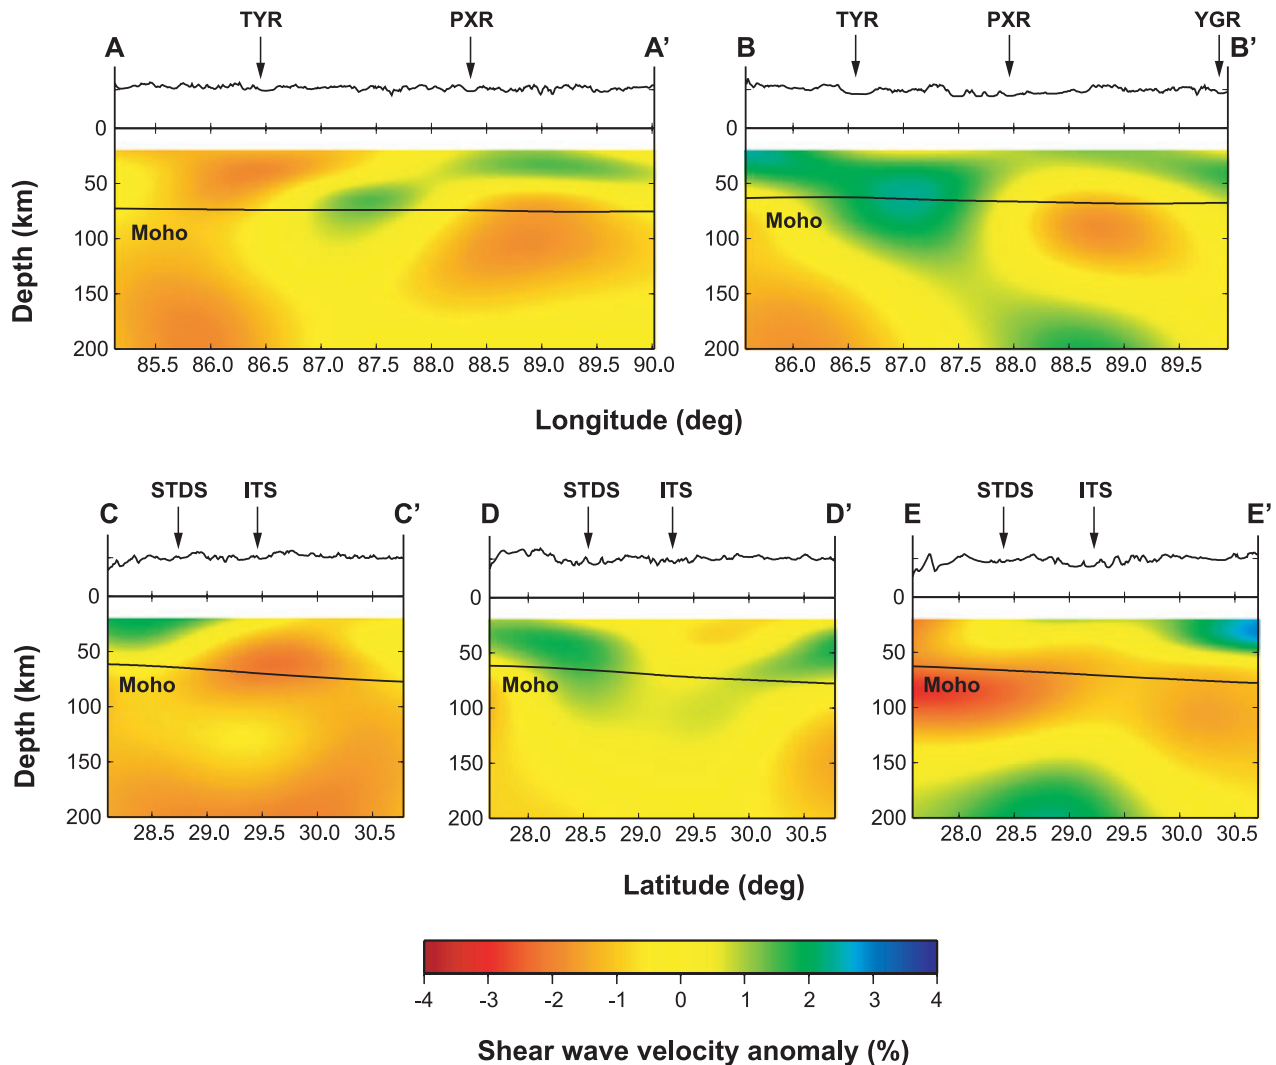 TYR PXR
A A’
TYR PXR YGR
B B’
0
50
100
150
200
Moho
85.5 86.0 86.5 87.0 87.5 88.0 88.5 89.0 89.5 90.0
0
50
100
150
200
Moho
86.0 86.5 87.0 87.5 88.0 88.5 89.0 89.5
Depth (km)
Longitude (deg)
STDS ITS
C C’
STDS ITS
D D’
STDS ITS
E E’
0
50
100
150
200
Moho
28.5 29.0 29.5 30.0 30.5
0
50
100
150
200
Moho
28.0 28.5 29.0 29.5 30.0 30.5
0
50
100
150
200
Moho
28.0 28.5 29.0 29.5 30.0 30.5
Depth (km)
Latitude (deg)
-4 -3 -2 -1 0 1 2 3 4
Shear wave velocity anomaly (%)